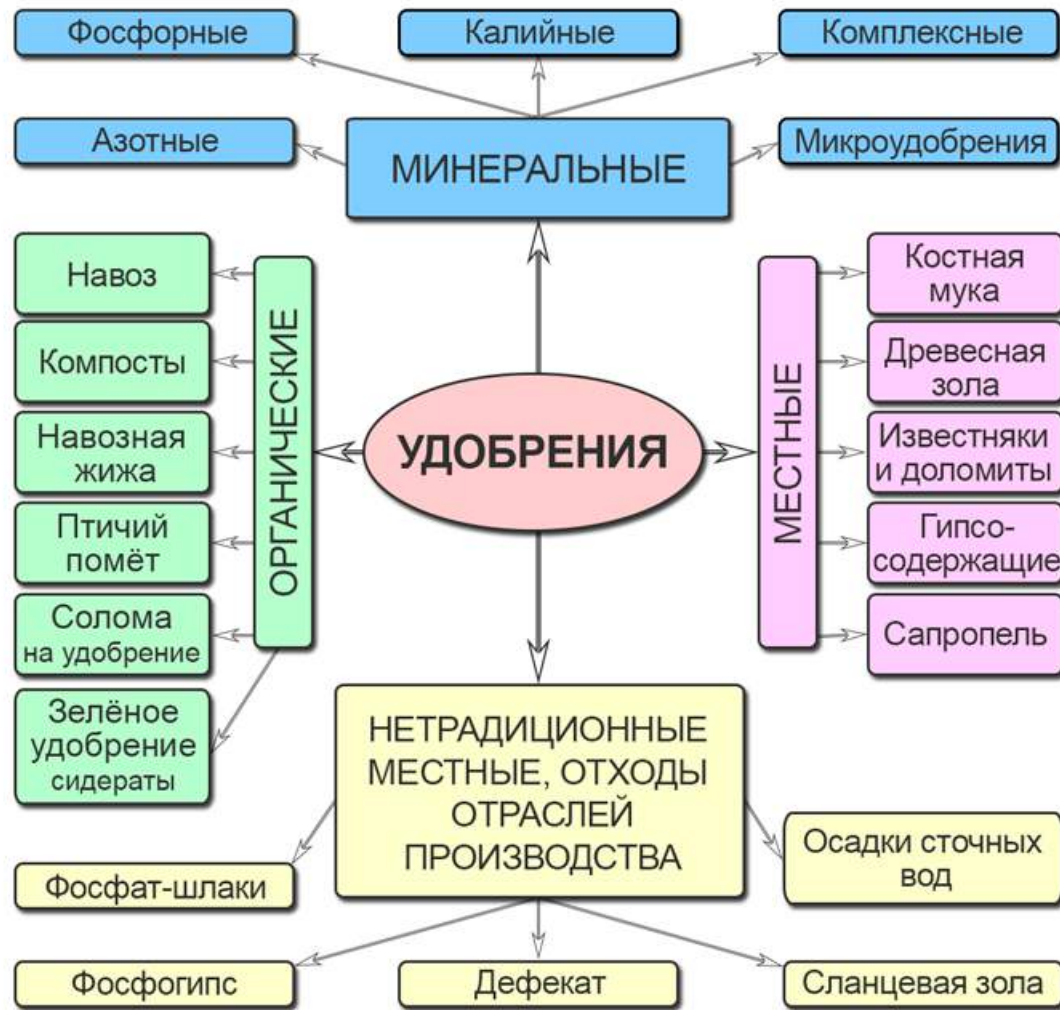 Фосфорные
Калийные
Комплексные
Азотные
МИНЕРАЛЬНЫЕ
Микроудобрения
Навоз
Компосты
Навозная
жижа
Птичий
помёт
Солома
на удобрение
Зелёное
удобрение
сидераты
ОРГАНИЧЕСКИЕ
УДОБРЕНИЯ
МЕСТНЫЕ
Костная
мука
Древесная
зола
Известняки
и доломиты
Гипсо-
содержащие
Сапропель
НЕТРАДИЦИОННЫЕ
МЕСТНЫЕ, ОТХОДЫ
ОТРАСЛЕЙ
ПРОИЗВОДСТВА
Фосфат-шлаки
Осадки сточных
вод
Фосфогипс
Дефекат
Сланцевая зола